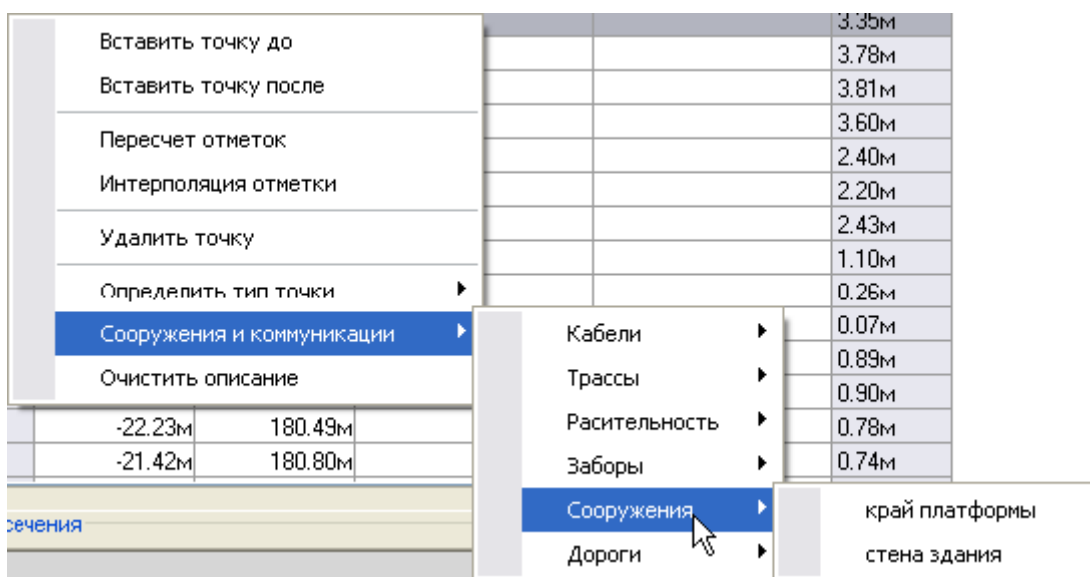 3.35м
Вставить точку до
3.78м
Вставить точку после
3.81м
3.60м
Пересчет отметок
2.40м
Интерполяция отметки
2.20м
2.43м
Удалить точку
1.10м
Определить тип точки
0.26м
Сооружения и коммуникации
Кабели
0.07м
0.89м
Очистить описание
Трассы
0.90м
-22.23м 180.49м
Расительность
0.78м
-21.42м 180.80м
Заборы
0.74м
Сооружения
край платформы
сечения
Дороги
стена здания